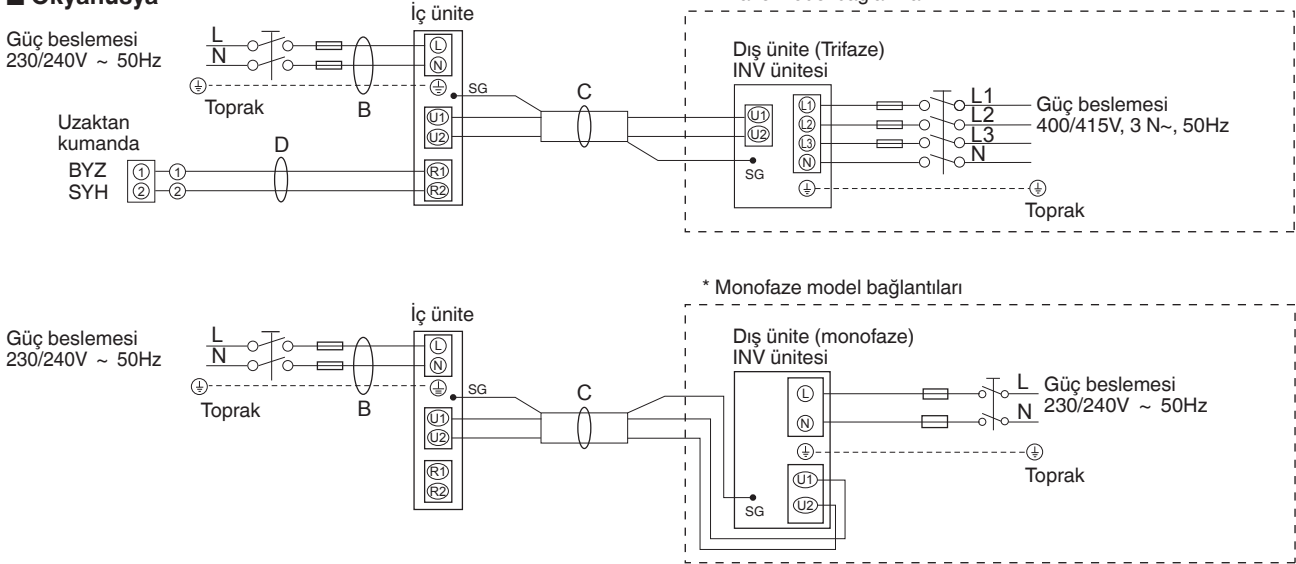 ■ Okyanusya
İç ünite
Güç beslemesi
230/240V ~ 50Hz
L
N
Toprak
B
L
N
SG
U1
U2
R1
R2
C
Uzaktan
kumanda
BYZ
SYH
1
2
1
2
D
Dış ünite (Trifaze)
INV ünitesi
U1
U2
SG
L1
L2
L3
N
L1
L2
L3
N
Güç beslemesi
400/415V, 3 N~, 50Hz
Toprak
* Monofaze model bağlantıları
İç ünite
Güç beslemesi
230/240V ~ 50Hz
L
N
Toprak
B
L
N
SG
U1
U2
R1
R2
C
Dış ünite (monofaze)
INV ünitesi
L
N
L
N
Güç beslemesi
230/240V ~ 50Hz
Toprak
SG
U1
U2